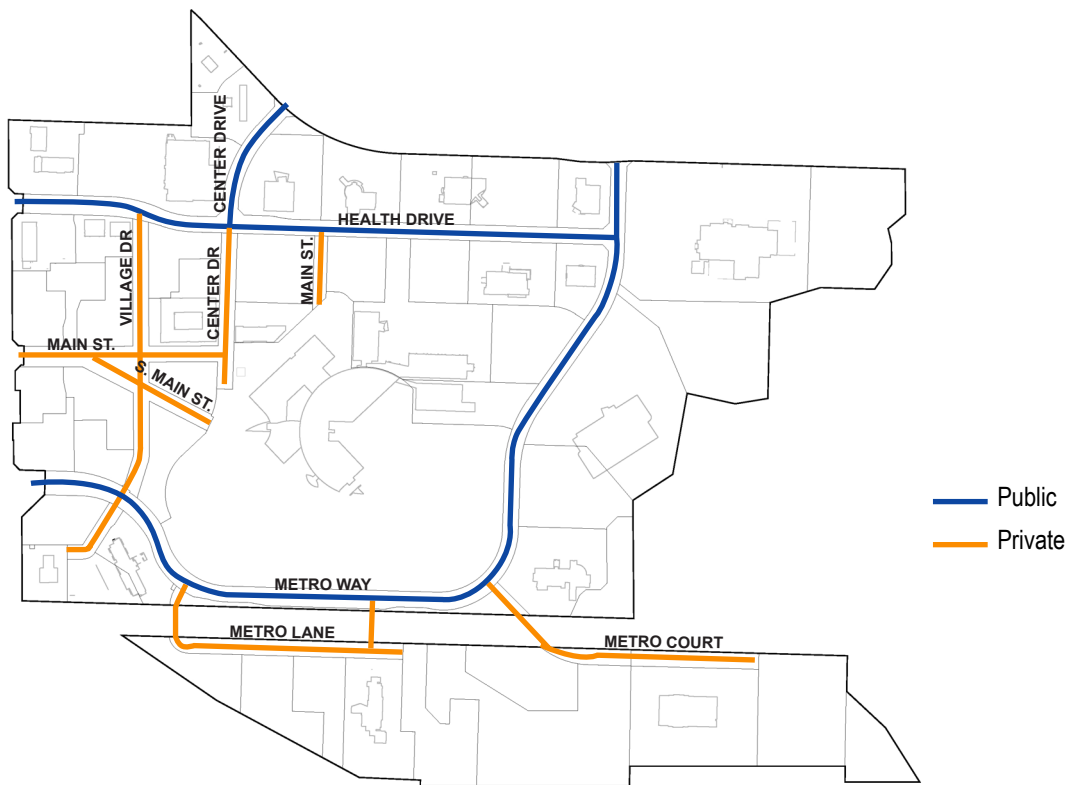 CENTER DRIVE
HEALTH DRIVE
VILLAGE DR
CENTER DR
MAIN ST.
MAIN ST.
S. MAIN ST.
Public
Private
METRO WAY
METRO LANE
METRO COURT